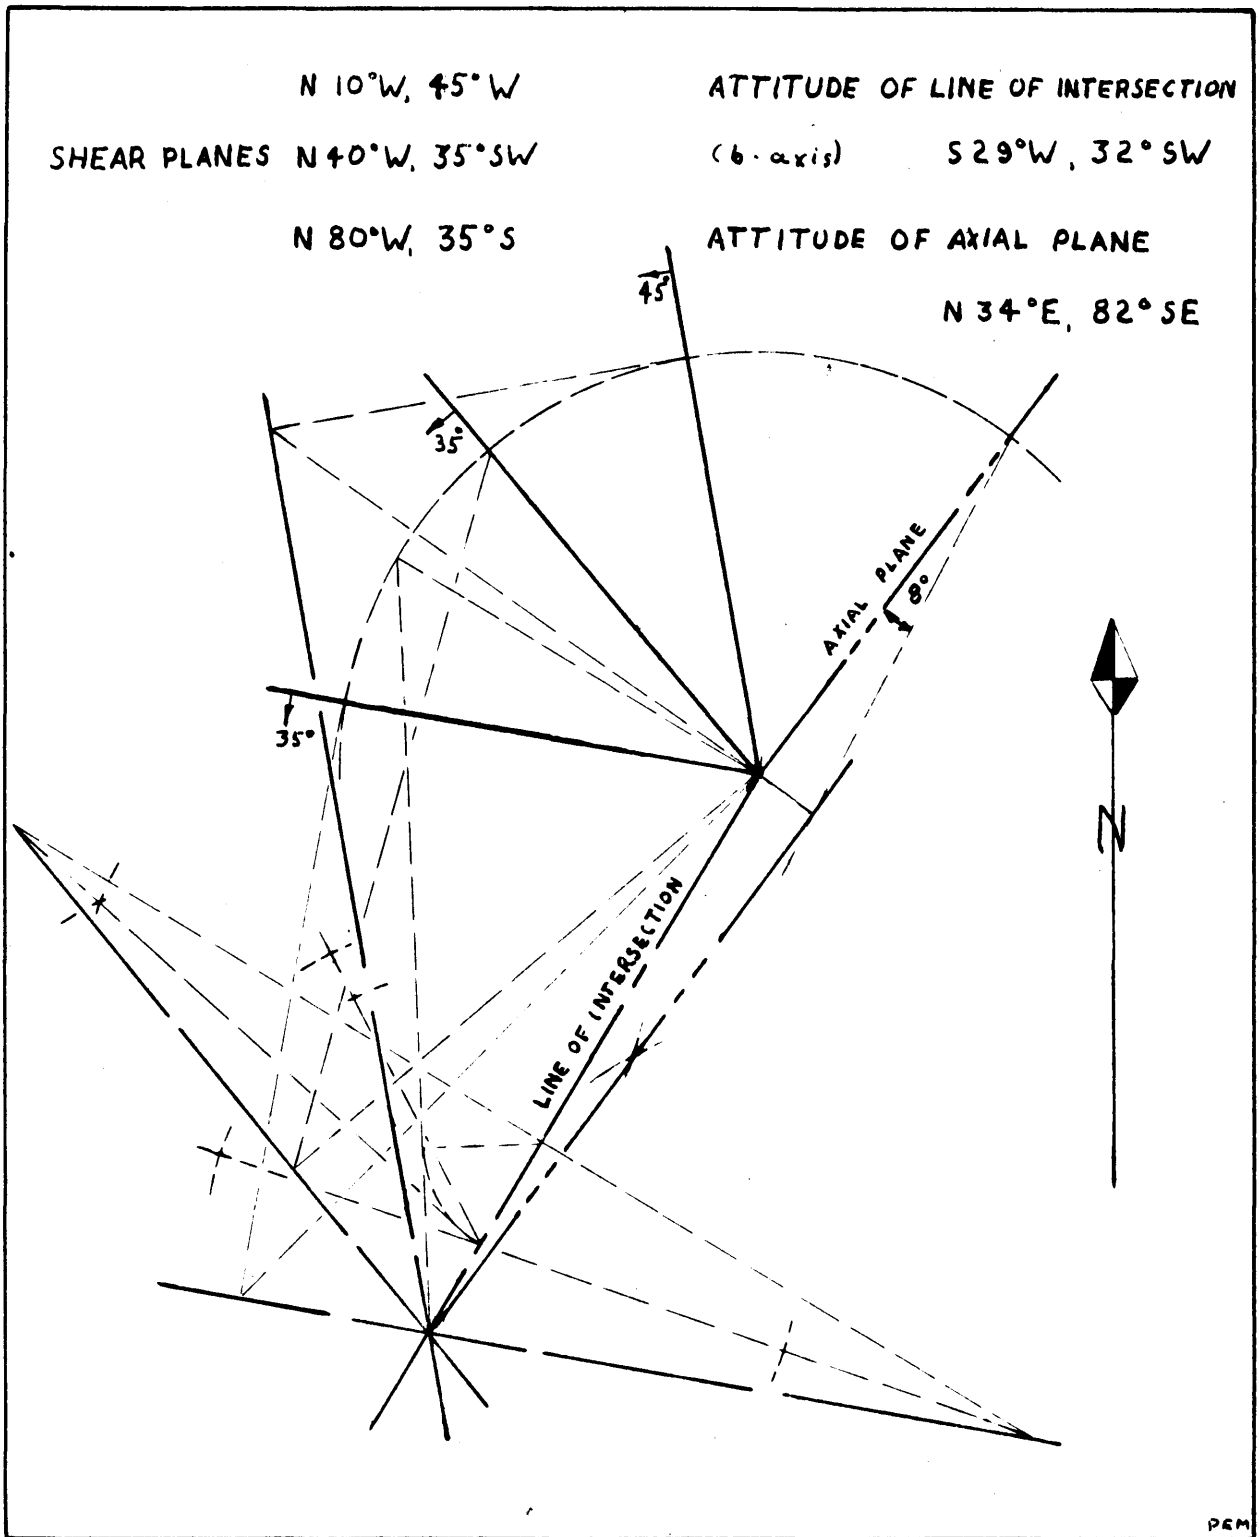 N 10°W, 45° W
SHEAR PLANES N 40°W, 35° SW
N 80°W, 35° S
ATTITUDE OF LINE OF INTERSECTION
(b-axis) S 29°W, 32° SW
ATTITUDE OF AXIAL PLANE
N 34°E, 82° SE
45°
35°
35°
AXIAL PLANE
8°
LINE OF INTERSECTION
N
PEM